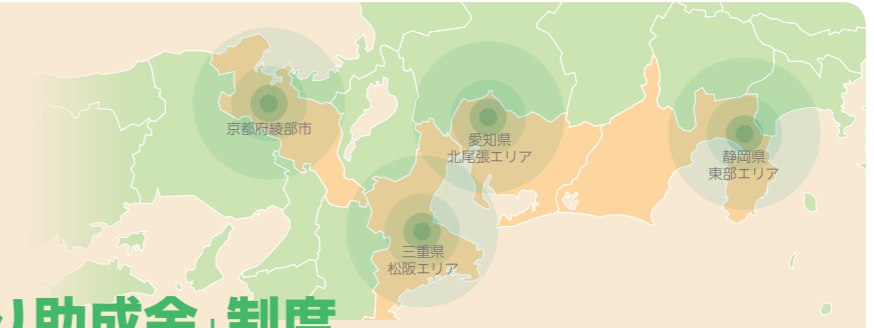 京都府綾部市
愛知県
北尾張エリア
静岡県
東部エリア
三重県
松阪エリア
助成金」制度